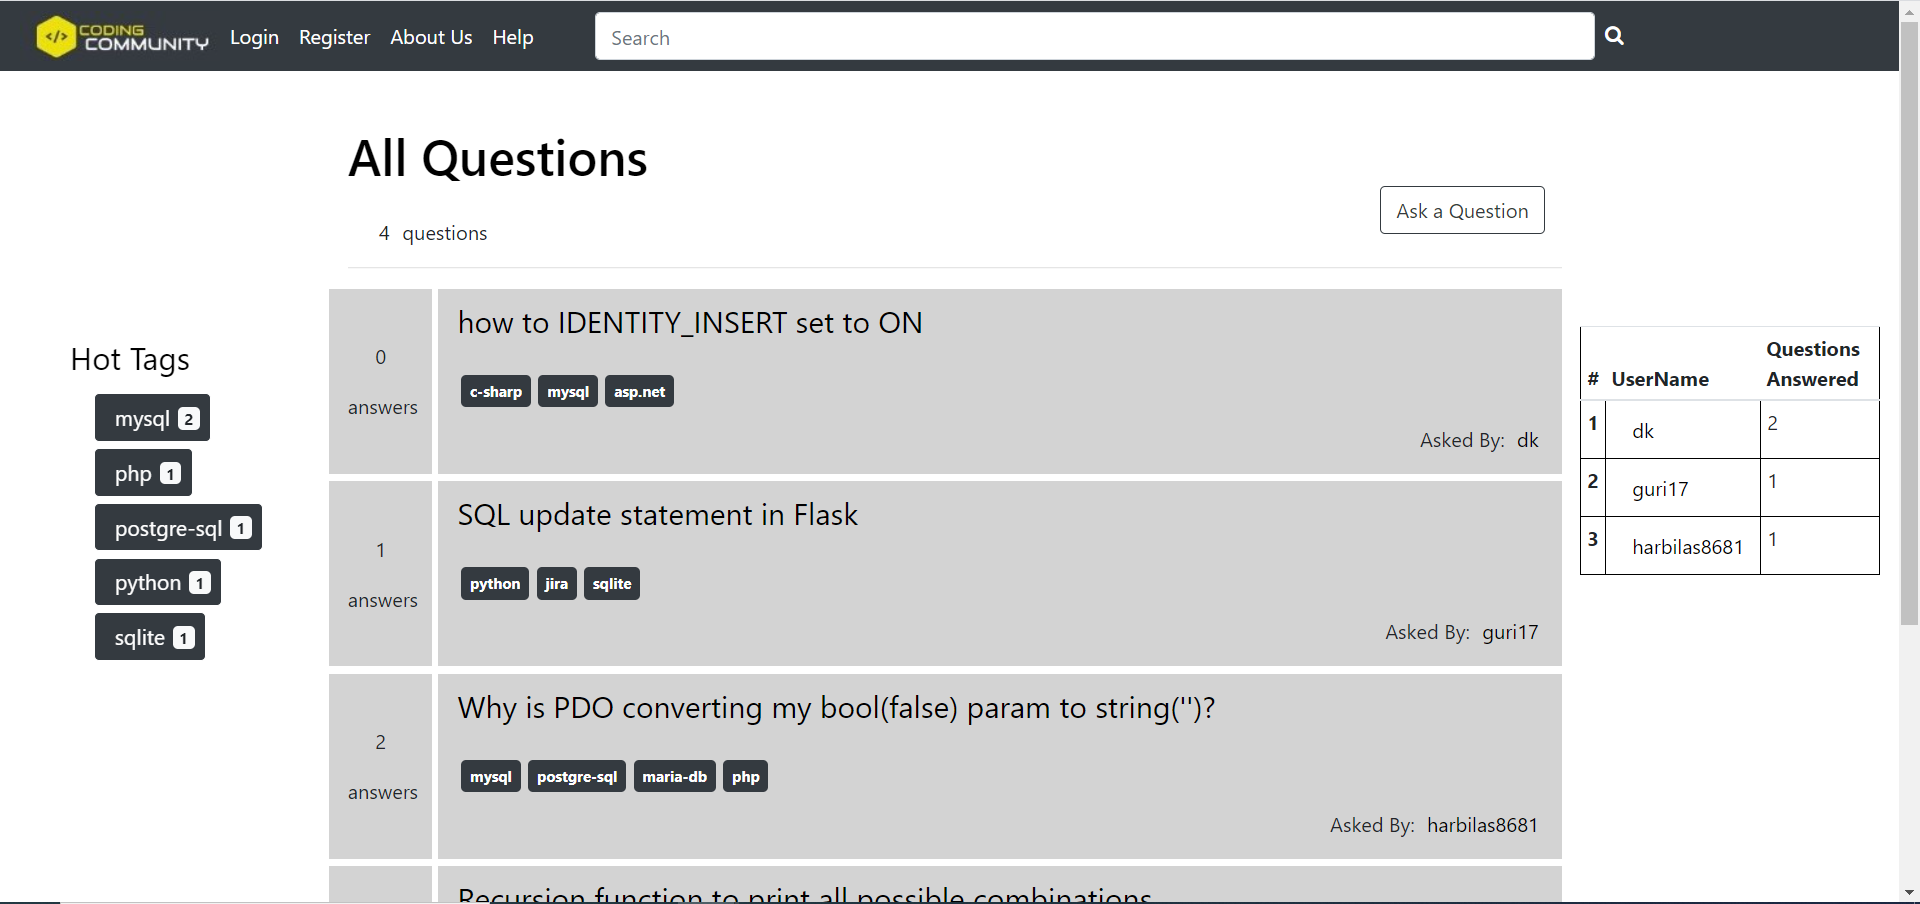 </> CODING
COMMUNITY
Login Register About Us Help
Search
All Questions
Ask a Question
4 questions
Hot Tags
mysql 2
php 1
postgre-sql 1
python 1
sqlite 1
0
answers
how to IDENTITY_INSERT set to ON
c-sharp mysql asp.net
Asked By: dk
1
answers
SQL update statement in Flask
python jira sqlite
Asked By: guri17
2
answers
Why is PDO converting my bool(false) param to string('')?
mysql postgre-sql maria-db php
Asked By: harbilas8681
Recursion function to print all possible combinations
Questions
# UserName Answered
1 dk 2
2 guri17 1
3 harbilas8681 1